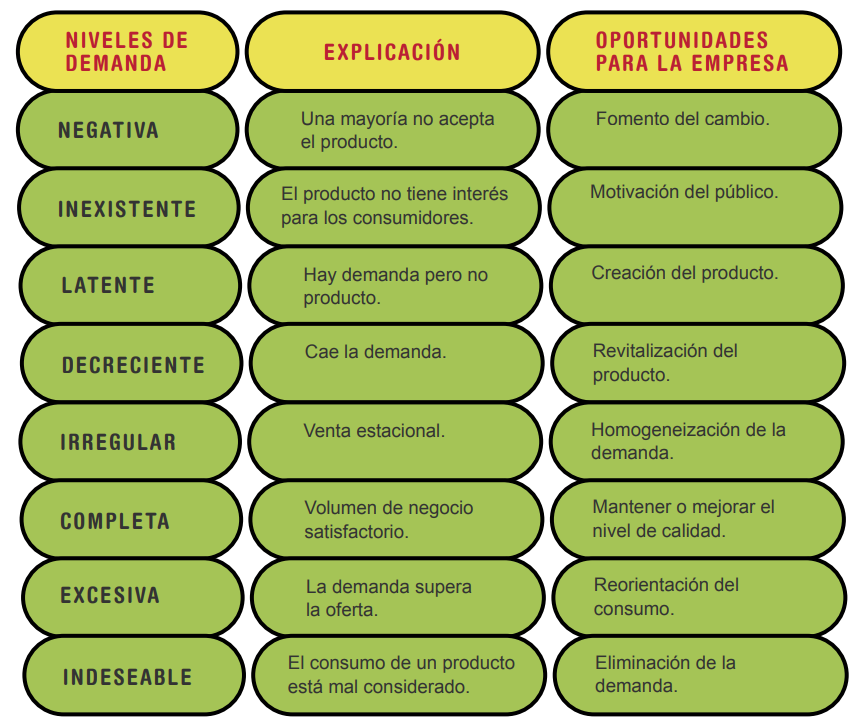 NIVELES DE
DEMANDA
EXPLICACIÓN
OPORTUNIDADES
PARA LA EMPRESA
NEGATIVA
Una mayoría no acepta
el producto.
Fomento del cambio.
INEXISTENTE
El producto no tiene interés
para los consumidores.
Motivación del público.
LATENTE
Hay demanda pero no
producto.
Creación del producto.
DECRECIENTE
Cae la demanda.
Revitalización del
producto.
IRREGULAR
Venta estacional.
Homogeneización de la
demanda.
COMPLETA
Volumen de negocio
satisfactorio.
Mantener o mejorar el
nivel de calidad.
EXCESIVA
La demanda supera
la oferta.
Reorientación del
consumo.
INDESEABLE
El consumo de un producto
está mal considerado.
Eliminación de la
demanda.